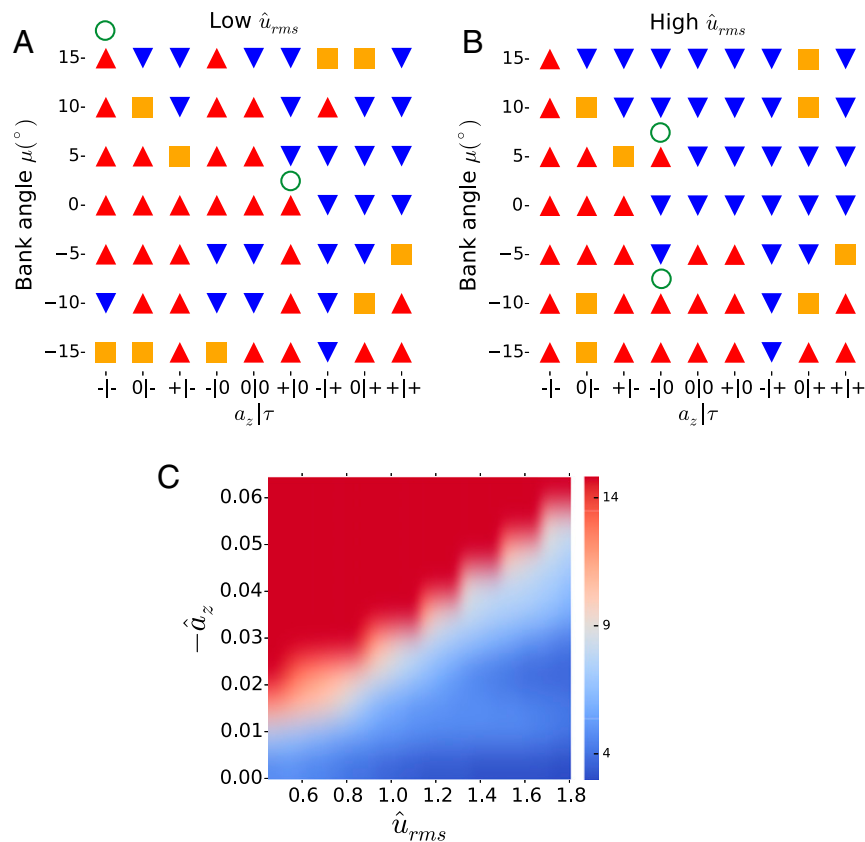 A
Low û_rms
Bank angle μ(°)
15
10
5
0
−5
−10
−15
-|- 0|- +|- -|0 0|0 +|0 -|+ 0|+ +|+
a_z|τ
B
High û_rms
Bank angle μ(°)
15
10
5
0
−5
−10
−15
-|- 0|- +|- -|0 0|0 +|0 -|+ 0|+ +|+
a_z|τ
C
−â_z
0.06
0.05
0.04
0.03
0.02
0.01
0.00
0.6 0.8 1.0 1.2 1.4 1.6 1.8
û_rms
14
9
4